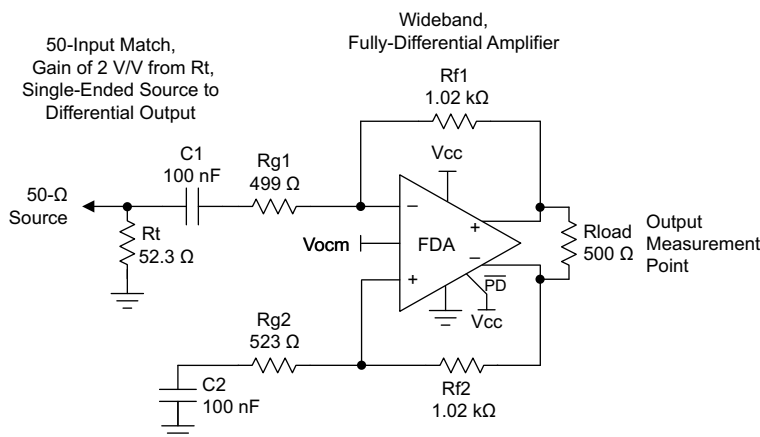 50-Input Match,
Gain of 2 V/V from Rt,
Single-Ended Source to
Differential Output
Wideband,
Fully-Differential Amplifier
Rf1
1.02 kΩ
C1
100 nF
Rg1
499 Ω
Vcc
50-Ω
Source
Rt
52.3 Ω
Vocm
−
+
FDA
+
−
PD
Vcc
Rload
500 Ω
Output
Measurement
Point
Rg2
523 Ω
C2
100 nF
Rf2
1.02 kΩ